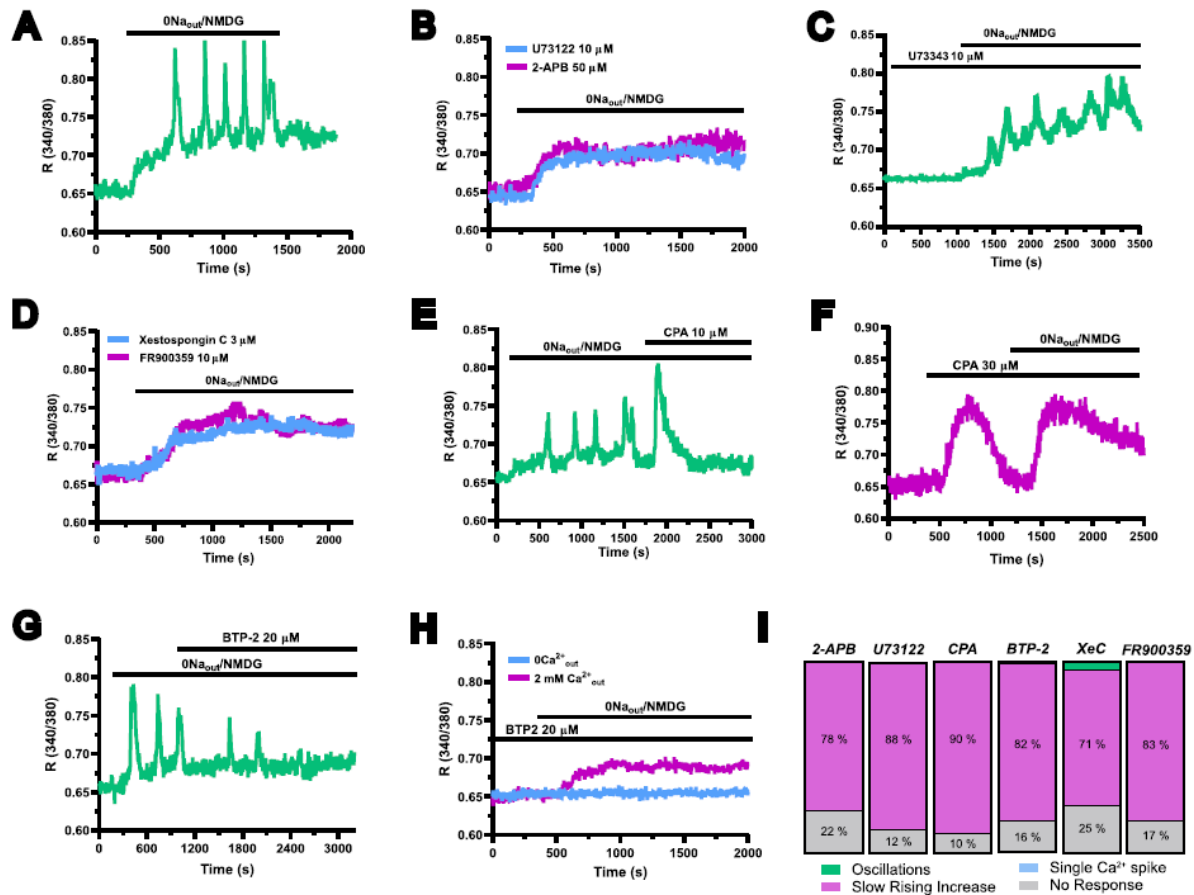 A
0Na_out/NMDG
R (340/380)
0.85
0.80
0.75
0.70
0.65
0.60
0 500 1000 1500 2000
Time (s)
B
U73122 10 μM
2-APB 50 μM
0Na_out/NMDG
R (340/380)
0.85
0.80
0.75
0.70
0.65
0.60
0 500 1000 1500 2000
Time (s)
C
0Na_out/NMDG
U73343 10 μM
R (340/380)
0.85
0.80
0.75
0.70
0.65
0.60
0 500 1000 1500 2000 2500 3000 3500
Time (s)
D
Xestospongin C 3 μM
FR900359 10 μM
0Na_out/NMDG
R (340/380)
0.85
0.80
0.75
0.70
0.65
0.60
0 500 1000 1500 2000
Time (s)
E
CPA 10 μM
0Na_out/NMDG
R (340/380)
0.85
0.80
0.75
0.70
0.65
0.60
0 500 1000 1500 2000 2500 3000
Time (s)
F
0Na_out/NMDG
CPA 30 μM
R (340/380)
0.90
0.85
0.80
0.75
0.70
0.65
0.60
0 500 1000 1500 2000 2500
Time (s)
G
BTP-2 20 μM
0Na_out/NMDG
R (340/380)
0.85
0.80
0.75
0.70
0.65
0.60
0 600 1200 1800 2400 3000
Time (s)
H
0Ca²⁺_out
2 mM Ca²⁺_out
0Na_out/NMDG
BTP2 20 μM
R (340/380)
0.85
0.80
0.75
0.70
0.65
0.60
0 500 1000 1500 2000
Time (s)
I
2-APB U73122 CPA BTP-2 XeC FR900359
78 % 88 % 90 % 82 % 71 % 83 %
22 % 12 % 10 % 16 % 25 % 17 %
Oscillations Single Ca²⁺ spike
Slow Rising Increase No Response